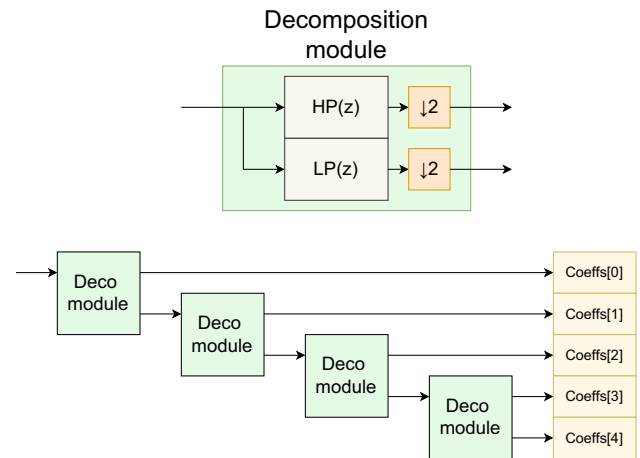 Decomposition
module
HP(z)
↓2
LP(z)
↓2
Deco
module
Coeffs[0]
Deco
module
Coeffs[1]
Deco
module
Coeffs[2]
Deco
module
Coeffs[3]
Coeffs[4]